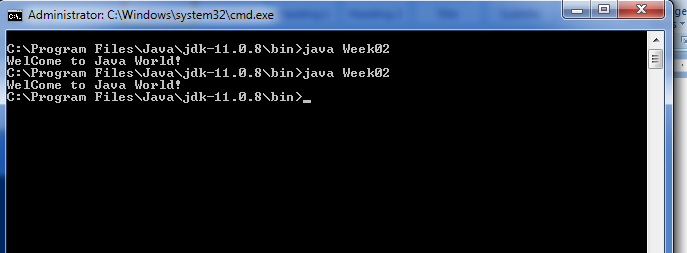 Administrator: C:\Windows\system32\cmd.exe
C:\Program Files\Java\jdk-11.0.8\bin>java Week02
WelCome to Java World!
C:\Program Files\Java\jdk-11.0.8\bin>java Week02
WelCome to Java World!
C:\Program Files\Java\jdk-11.0.8\bin>_